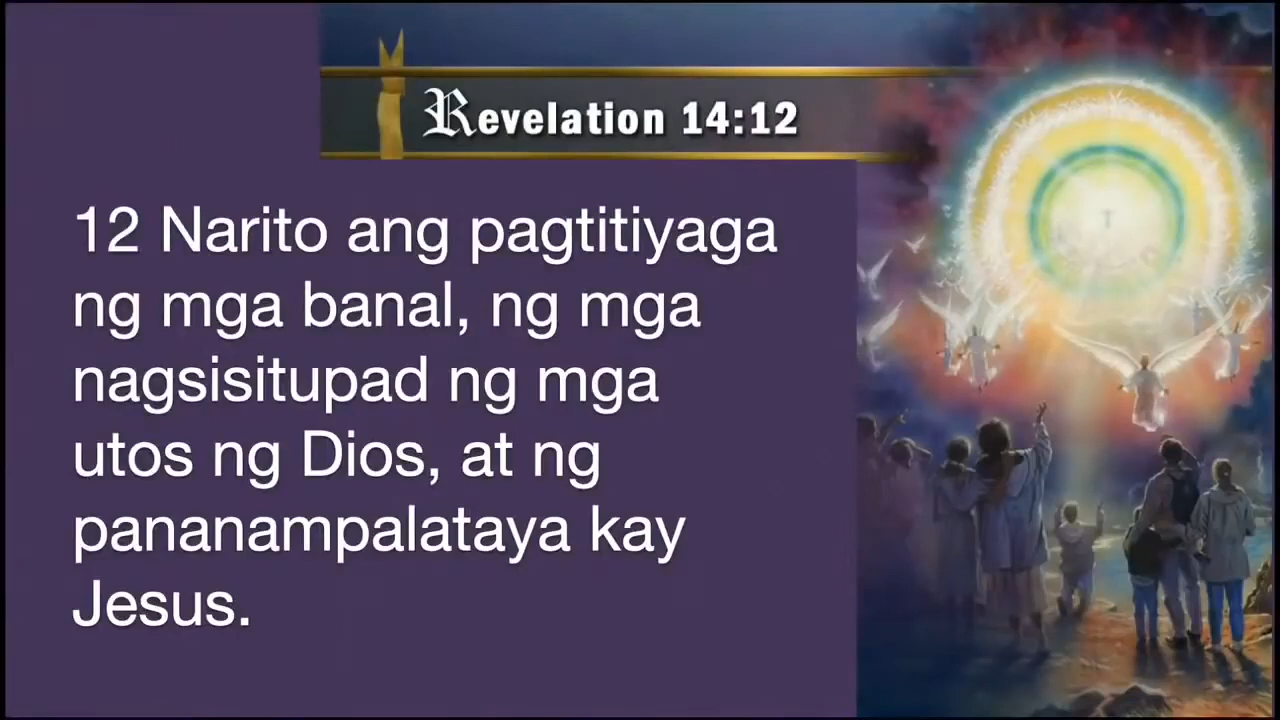 Revelation 14:12
12 Narito ang pagtitiyaga
ng mga banal, ng mga
nagsisitupad ng mga
utos ng Dios, at ng
pananampalataya kay
Jesus.